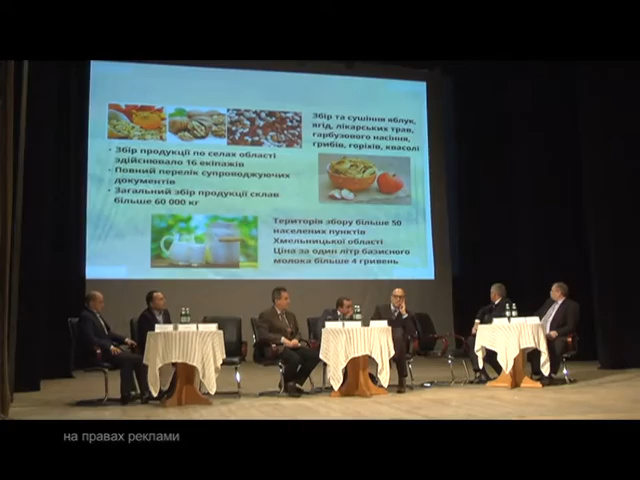 Збір та сушіння яблук,
ягід, лікарських трав,
гарбузового насіння,
грибів, горіхів, квасолі
- Збір продукції по селах області
здійснювало 16 екіпажів
- Повний перелік супроводжуючих
документів
- Загальний збір продукції склав
більше 60 000 кг
Територія збору більше 50
населених пунктів
Хмельницької області
Ціна за один літр базисного
молока більше 4 гривень
на правах реклами